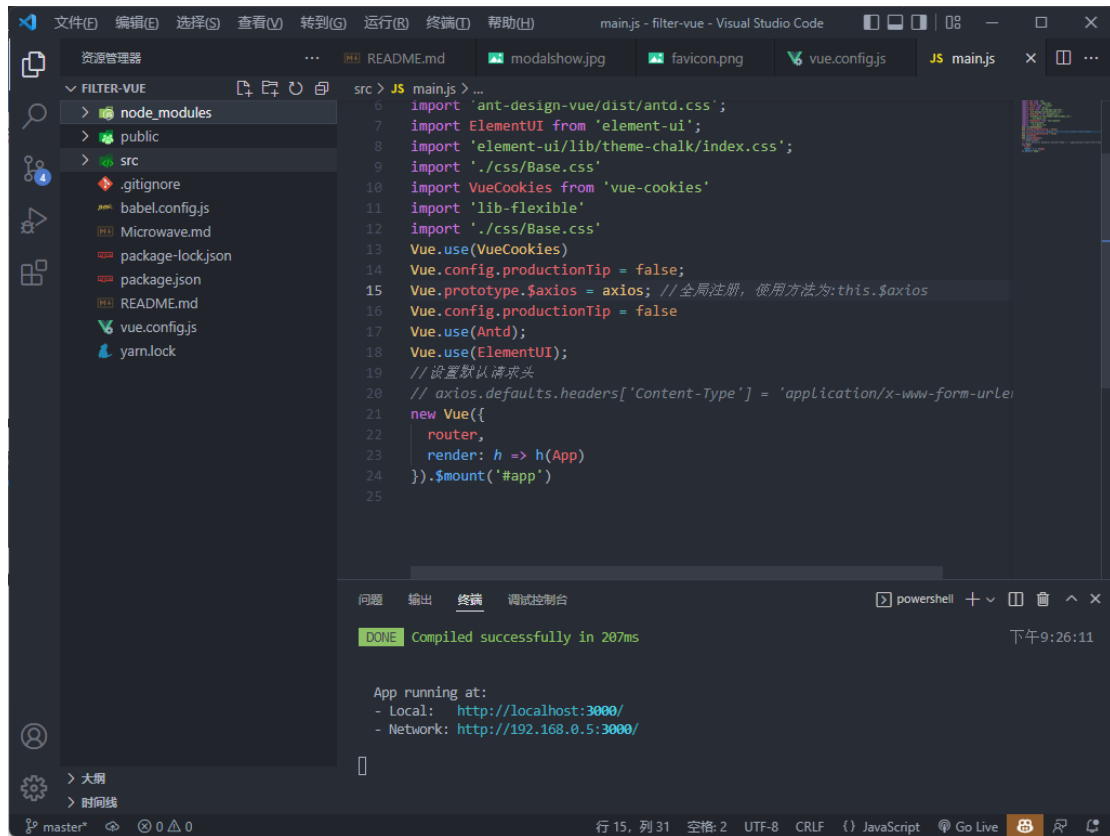 文件(F) 编辑(E) 选择(S) 查看(V) 转到(G) 运行(R) 终端(T) 帮助(H) main.js - filter-vue - Visual Studio Code
资源管理器
README.md modalshow.jpg favicon.png vue.config.js JS main.js
FILTER-VUE
node_modules
public
src
.gitignore
babel.config.js
Microwave.md
package-lock.json
package.json
README.md
vue.config.js
yarn.lock
4
src > JS main.js > ...
6 import 'ant-design-vue/dist/antd.css';
7 import ElementUI from 'element-ui';
8 import 'element-ui/lib/theme-chalk/index.css';
9 import './css/Base.css'
10 import VueCookies from 'vue-cookies'
11 import 'lib-flexible'
12 import './css/Base.css'
13 Vue.use(VueCookies)
14 Vue.config.productionTip = false;
15 Vue.prototype.$axios = axios; //全局注册，使用方法为:this.$axios
16 Vue.config.productionTip = false
17 Vue.use(Antd);
18 Vue.use(ElementUI);
19 //设置默认请求头
20 // axios.defaults.headers['Content-Type'] = 'application/x-www-form-urle
21 new Vue({
22 router,
23 render: h => h(App)
24 }).$mount('#app')
25
问题 输出 终端 调试控制台 powershell
DONE Compiled successfully in 207ms 下午9:26:11
App running at:
- Local: http://localhost:3000/
- Network: http://192.168.0.5:3000/
大纲
时间线
master* 0 0 行 15，列 31 空格: 2 UTF-8 CRLF {} JavaScript Go Live